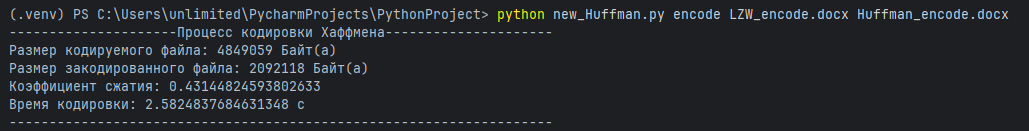 (.venv) PS C:\Users\unlimited\PycharmProjects\PythonProject> python new_Huffman.py encode LZW_encode.docx Huffman_encode.docx
---------------------Процесс кодировки Хаффмена---------------------
Размер кодируемого файла: 4849059 Байт(а)
Размер закодированного файла: 2092118 Байт(а)
Коэффициент сжатия: 0.43144824593802633
Время кодировки: 2.5824837684631348 с
--------------------------------------------------------------------